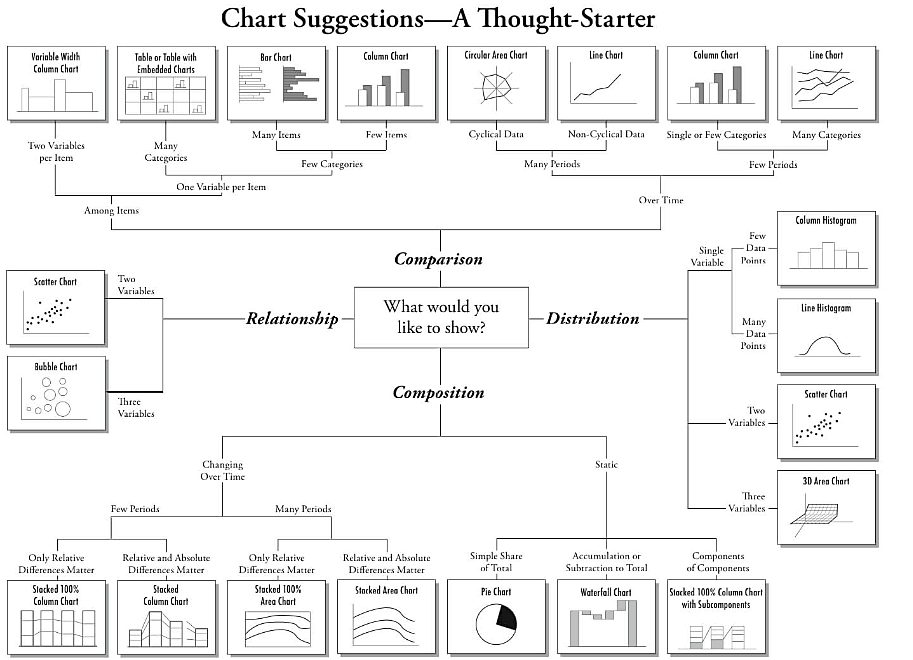 Chart Suggestions—A Thought-Starter
Variable Width
Column Chart
Table or Table with
Embedded Charts
Bar Chart
Column Chart
Circular Area Chart
Line Chart
Column Chart
Line Chart
Two Variables
per Item
Many
Categories
Many Items
Few Items
Cyclical Data
Non-Cyclical Data
Single or Few Categories
Many Categories
Few Categories
Many Periods
Few Periods
One Variable per Item
Among Items
Over Time
Comparison
What would you
like to show?
Relationship
Distribution
Composition
Scatter Chart
Two
Variables
Bubble Chart
Three
Variables
Single
Variable
Few
Data
Points
Column Histogram
Many
Data
Points
Line Histogram
Two
Variables
Scatter Chart
Three
Variables
3D Area Chart
Changing
Over Time
Static
Few Periods
Many Periods
Only Relative
Differences Matter
Relative and Absolute
Differences Matter
Only Relative
Differences Matter
Relative and Absolute
Differences Matter
Simple Share
of Total
Accumulation or
Subtraction to Total
Components
of Components
Stacked 100%
Column Chart
Stacked
Column Chart
Stacked 100%
Area Chart
Stacked Area Chart
Pie Chart
Waterfall Chart
Stacked 100% Column Chart
with Subcomponents